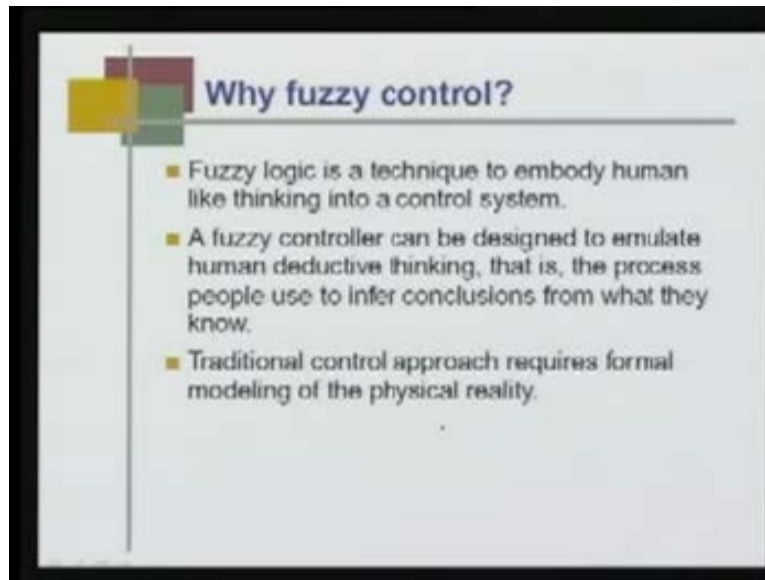 Why fuzzy control?
Fuzzy logic is a technique to embody human
like thinking into a control system.
A fuzzy controller can be designed to emulate
human deductive thinking, that is, the process
people use to infer conclusions from what they
know.
Traditional control approach requires formal
modeling of the physical reality.